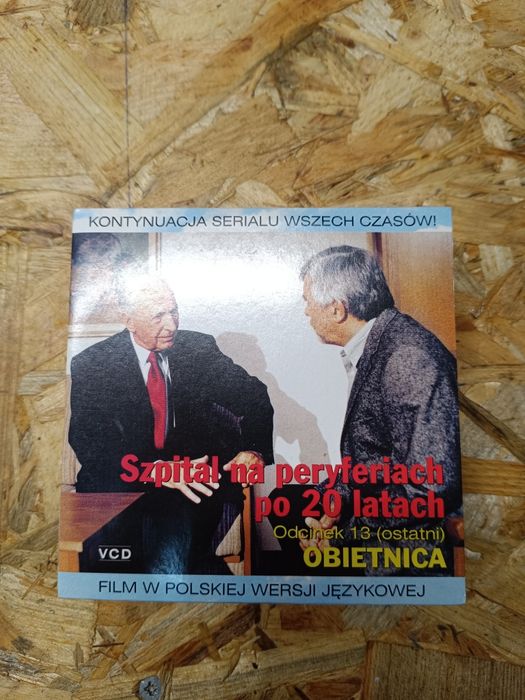 KONTYNUACJA SERIALU WSZECH CZASÓW!
Szpital na peryferiach
po 20 latach
Odcinek 13 (ostatni)
OBIETNICA
VCD
FILM W POLSKIEJ WERSJI JĘZYKOWEJ